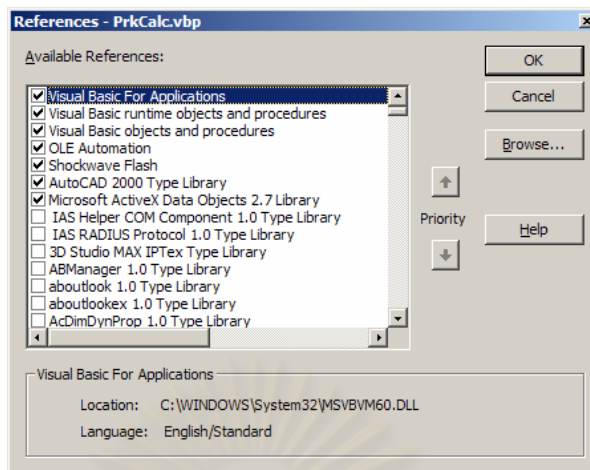 References - PrkCalc.vbp
Available References:
OK
Cancel
Browse...
Help
Visual Basic For Applications
Visual Basic runtime objects and procedures
Visual Basic objects and procedures
OLE Automation
Shockwave Flash
AutoCAD 2000 Type Library
Microsoft ActiveX Data Objects 2.7 Library
IAS Helper COM Component 1.0 Type Library
IAS RADIUS Protocol 1.0 Type Library
3D Studio MAX IPTex Type Library
ABManager 1.0 Type Library
aboutlook 1.0 Type Library
aboutlookex 1.0 Type Library
AcDimDynProp 1.0 Type Library
Priority
Visual Basic For Applications
Location: C:\WINDOWS\System32\MSVBVM60.DLL
Language: English/Standard